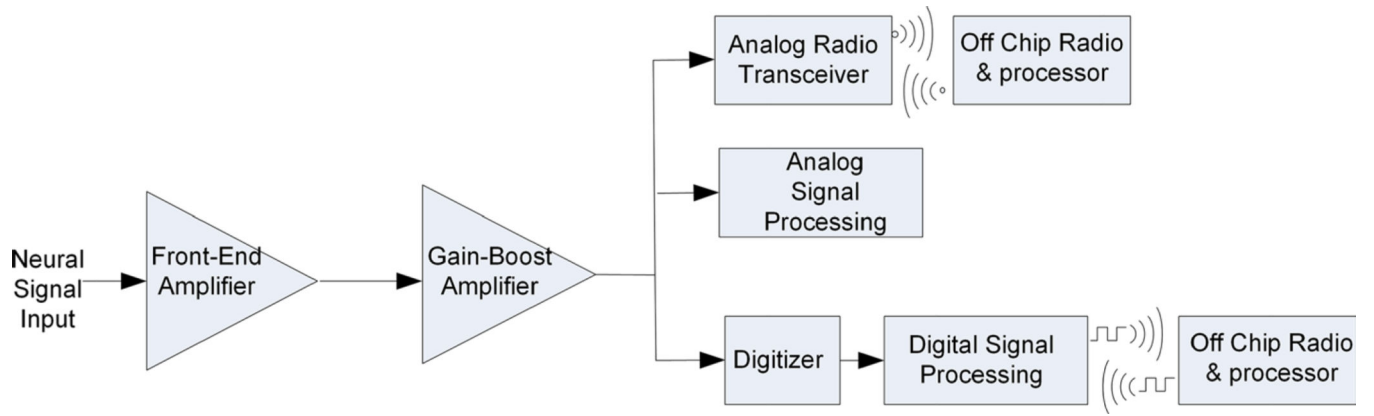 Neural
Signal
Input
Front-End
Amplifier
Gain-Boost
Amplifier
Analog Radio
Transceiver
Off Chip Radio
& processor
Analog
Signal
Processing
Digitizer
Digital Signal
Processing
Off Chip Radio
& processor